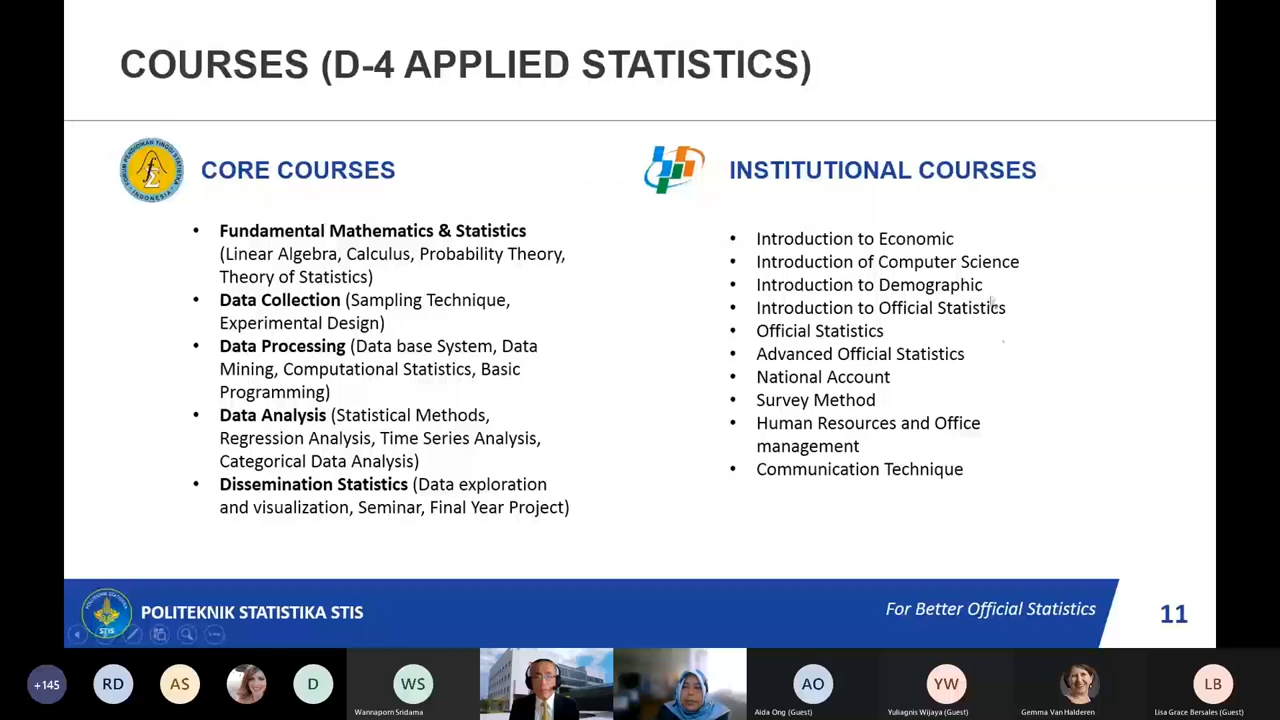 COURSES (D-4 APPLIED STATISTICS)
CORE COURSES
• Fundamental Mathematics & Statistics
(Linear Algebra, Calculus, Probability Theory,
Theory of Statistics)
• Data Collection (Sampling Technique,
Experimental Design)
• Data Processing (Data base System, Data
Mining, Computational Statistics, Basic
Programming)
• Data Analysis (Statistical Methods,
Regression Analysis, Time Series Analysis,
Categorical Data Analysis)
• Dissemination Statistics (Data exploration
and visualization, Seminar, Final Year Project)
INSTITUTIONAL COURSES
• Introduction to Economic
• Introduction of Computer Science
• Introduction to Demographic
• Introduction to Official Statistics
• Official Statistics
• Advanced Official Statistics
• National Account
• Survey Method
• Human Resources and Office
management
• Communication Technique
FORUM PENDIDIKAN TINGGI STATISTIKA
INDONESIA
STIS
POLITEKNIK STATISTIKA STIS
For Better Official Statistics
11
+145
RD
AS
D
WS
Wannaporn Sridama
AO
Aida Ong (Guest)
YW
Yuliagnis Wijaya (Guest)
Gemma Van Halderen
LB
Lisa Grace Bersales (Guest)